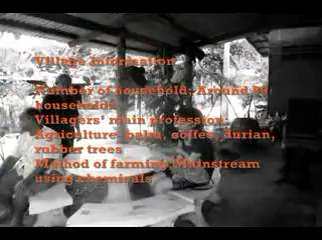 Village Information
Number of household: Around
households
Villagers' main profession:
Agriculture palm, coffee, durian,
rubber trees
Method of farming: Mainstream
using chemicals